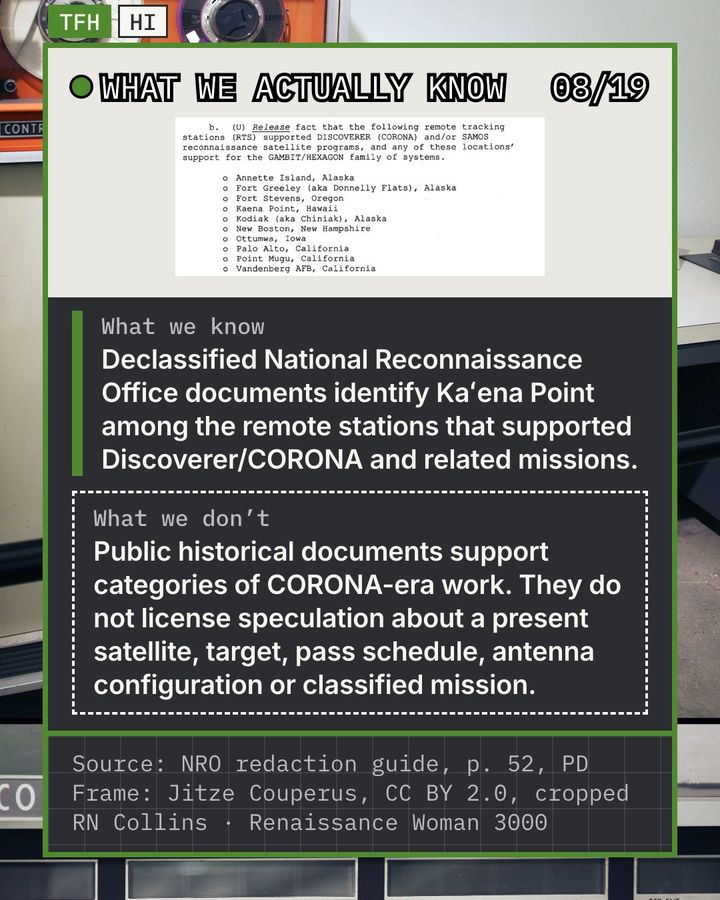 TFH HI
CONTR
WHAT WE ACTUALLY KNOW 08/19
b. (U) Release fact that the following remote tracking
stations (RTS) supported DISCOVERER (CORONA) and/or SAMOS
reconnaissance satellite programs, and any of these locations'
support for the GAMBIT/HEXAGON family of systems.
o Annette Island, Alaska
o Fort Greeley (aka Donnelly Flats), Alaska
o Fort Stevens, Oregon
o Kaena Point, Hawaii
o Kodiak (aka Chiniak), Alaska
o New Boston, New Hampshire
o Ottumwa, Iowa
o Palo Alto, California
o Point Mugu, California
o Vandenberg AFB, California
What we know
Declassified National Reconnaissance
Office documents identify Kaʻena Point
among the remote stations that supported
Discoverer/CORONA and related missions.
What we don’t
Public historical documents support
categories of CORONA-era work. They do
not license speculation about a present
satellite, target, pass schedule, antenna
configuration or classified mission.
Source: NRO redaction guide, p. 52, PD
Frame: Jitze Couperus, CC BY 2.0, cropped
CO
RN Collins · Renaissance Woman 3000